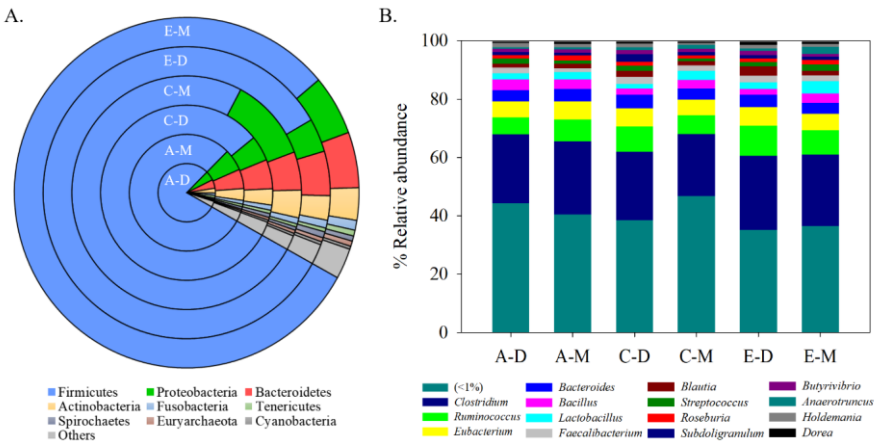 A.
E-M
E-D
C-M
C-D
A-M
A-D
Firmicutes Proteobacteria Bacteroidetes
Actinobacteria Fusobacteria Tenericutes
Spirochaetes Euryarchaeota Cyanobacteria
Others
B.
% Relative abundance
100
80
60
40
20
0
A-D A-M C-D C-M E-D E-M
(<1%) Bacteroides Blautia Butyrivibrio
Clostridium Bacillus Streptococcus Anaerotruncus
Ruminococcus Lactobacillus Roseburia Holdemania
Eubacterium Faecalibacterium Subdoligranulum Dorea